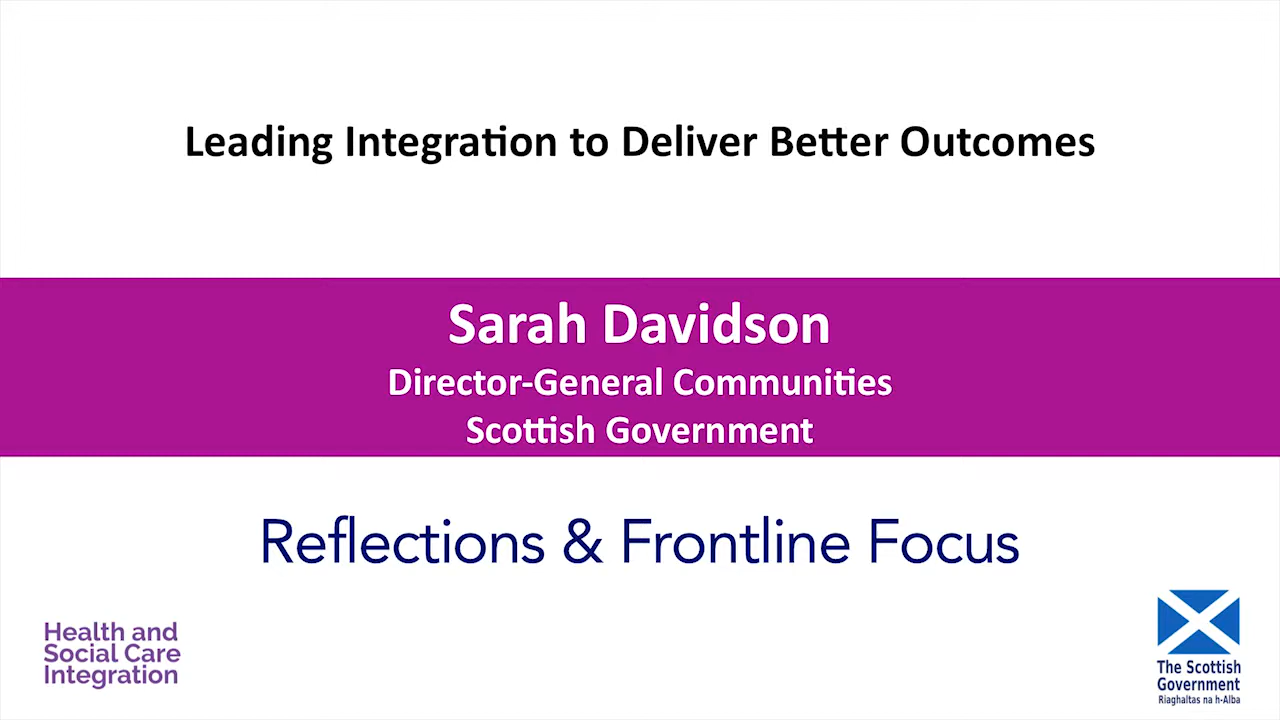 Leading Integration to Deliver Better Outcomes
Sarah Davidson
Director-General Communities
Scottish Government
Reflections & Frontline Focus
Health and
Social Care
Integration
The Scottish
Government
Riaghaltas na h-Alba